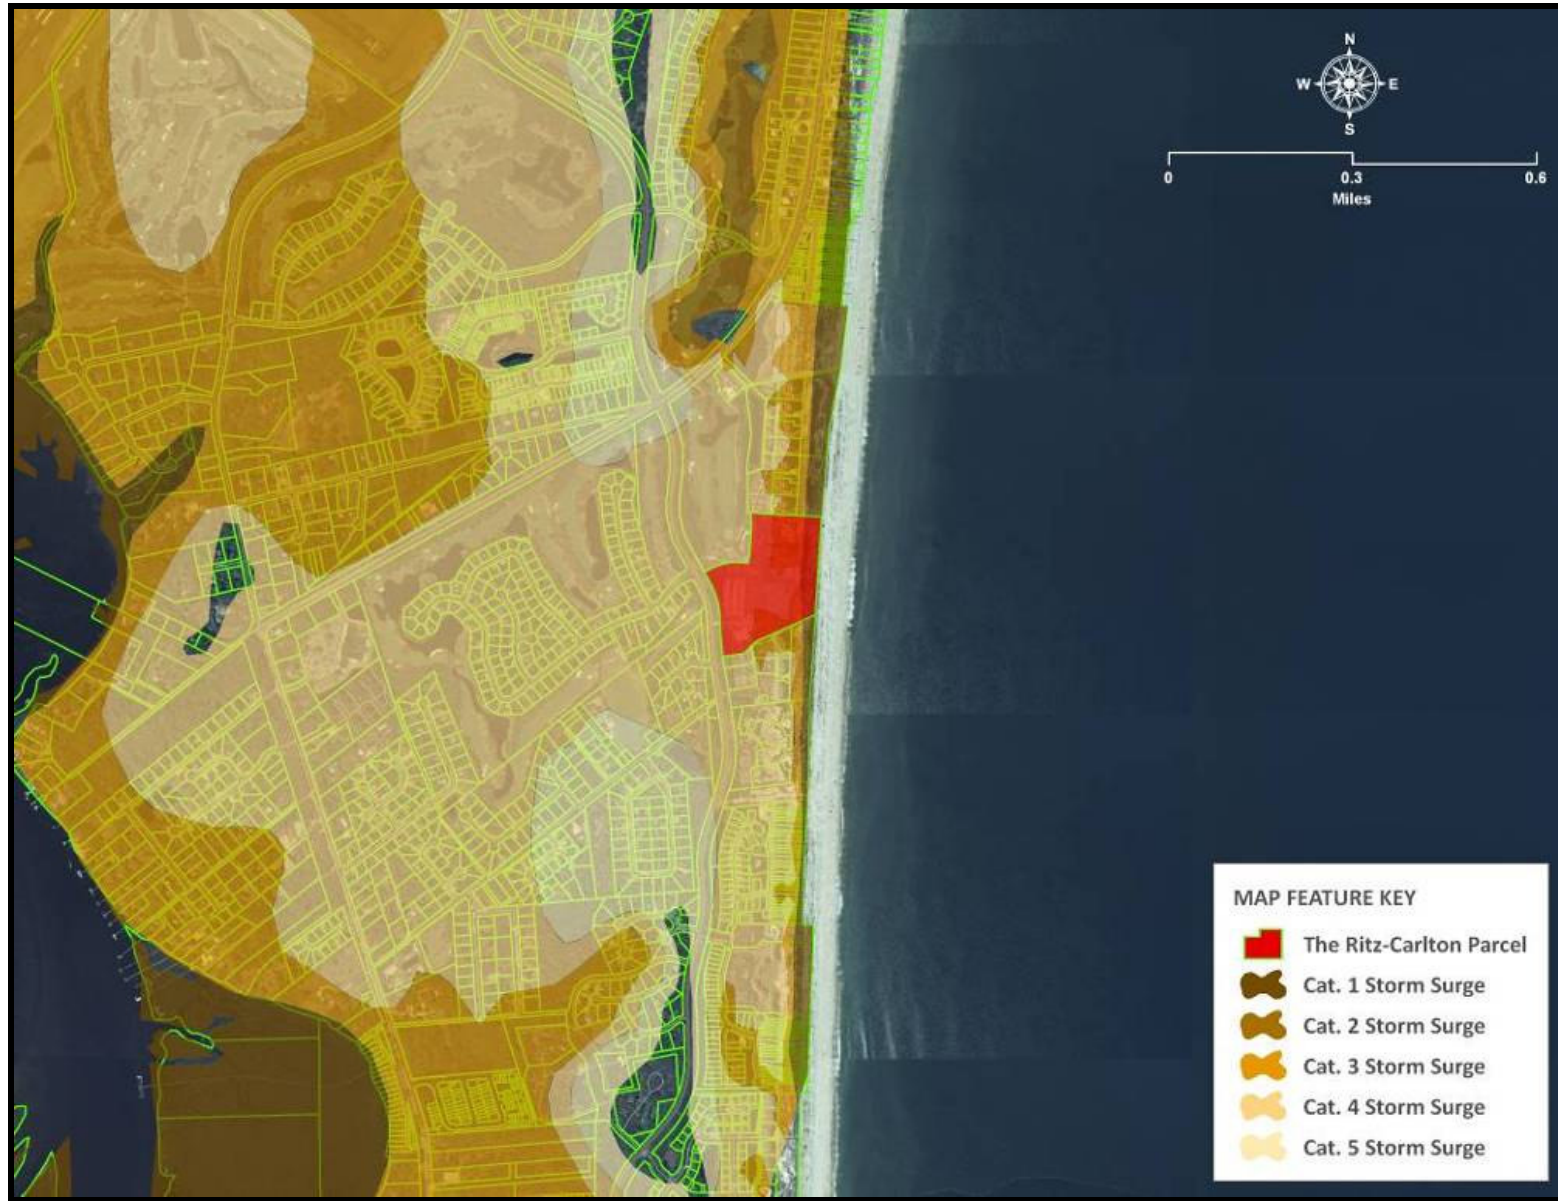 N
W E
S
0 0.3 0.6
Miles
MAP FEATURE KEY
The Ritz-Carlton Parcel
Cat. 1 Storm Surge
Cat. 2 Storm Surge
Cat. 3 Storm Surge
Cat. 4 Storm Surge
Cat. 5 Storm Surge